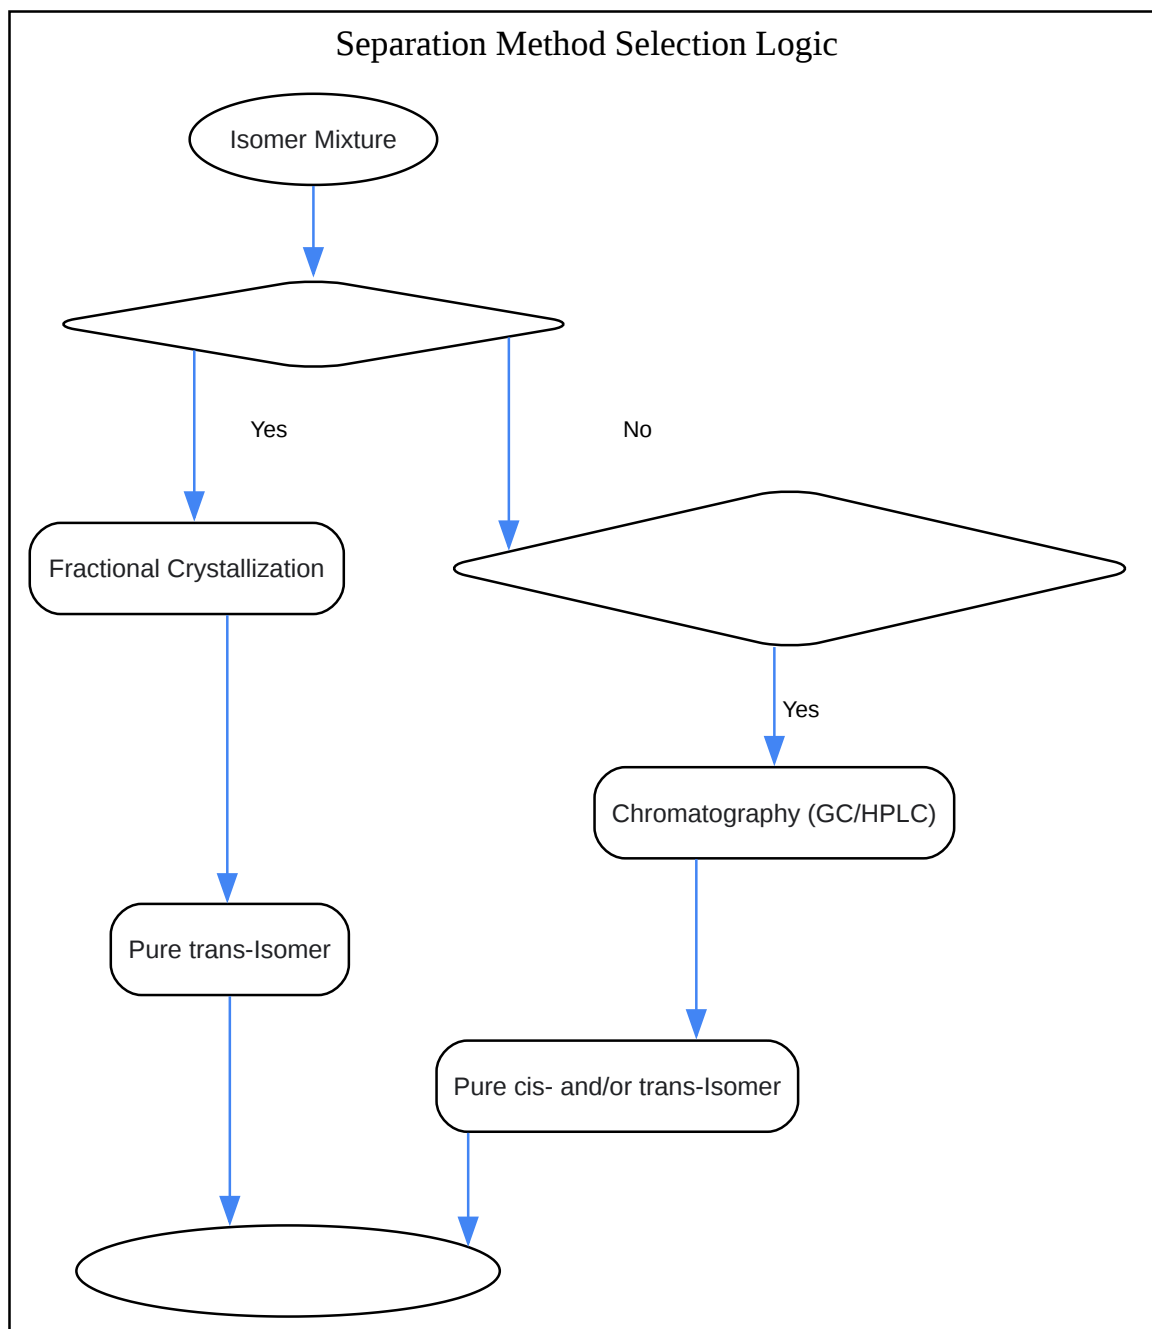 Separation Method Selection Logic
Isomer Mixture
Yes
No
Fractional Crystallization
Yes
Chromatography (GC/HPLC)
Pure trans-Isomer
Pure cis- and/or trans-Isomer